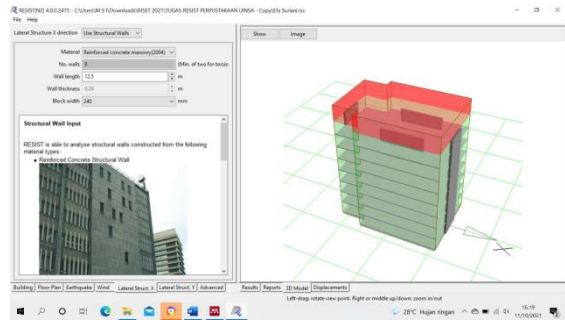 RESIST(NZ) 4.0.0.2475 - C:\Users\M S I\Downloads\RISET 2021\TUGAS RESIST PERPUSTAKAAN UINSA - Copy\Elfa Suriani.rsx
File Help
Lateral Structure X direction Use Structural Walls
Show Image
Material Reinforced concrete masonry(2004)
No. walls 8 (Min. of two for torsio
Wall length 12.5 m
Wall thickness 0.24 m
Block width 240 mm
Structural Wall Input
RESIST is able to analyse structural walls constructed from the following
material types
• Reinforced Concrete Structural Wall
Building Floor Plan Earthquake Wind Lateral Struct. X Lateral Struct. Y Advanced
Results Reports 3D Model Displacements
Left-drag: rotate view point. Right or middle up/down: zoom in/out
28°C Hujan ringan
16:19
11/10/2021